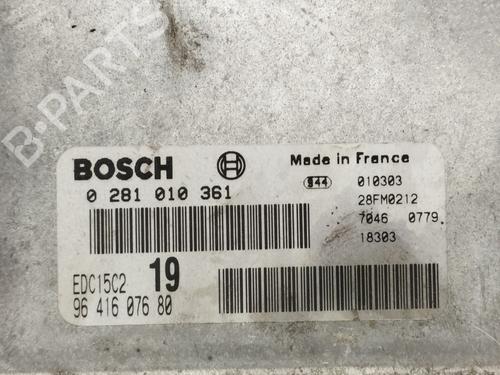 B-PARTS
BOSCH
Made in France
0 281 010 361
S44 010303
28FM0212
7046 0779
18303
EDC15C2 19
96 416 076 80